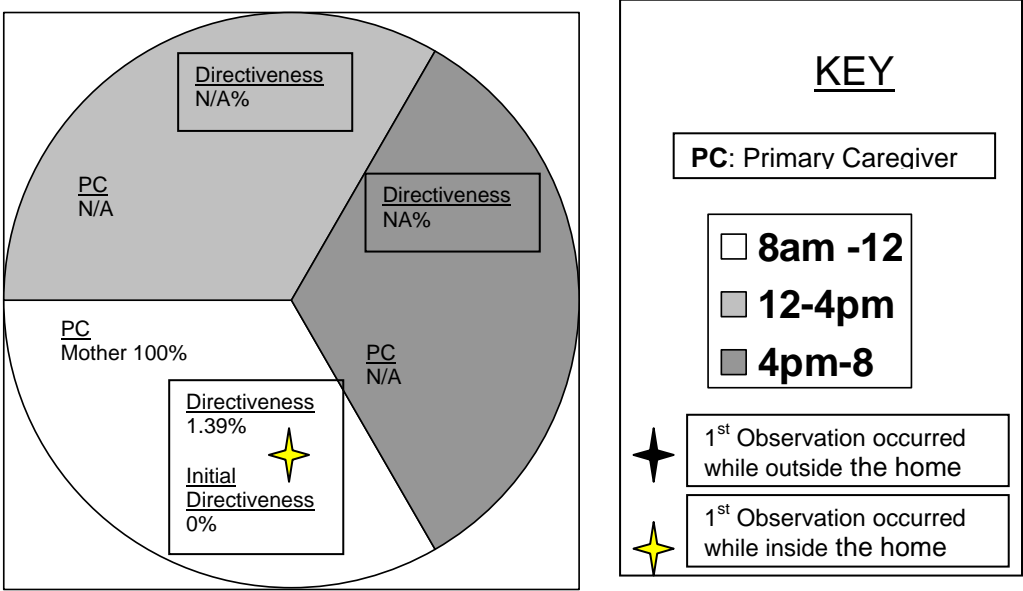 Directiveness
N/A%
PC
N/A
Directiveness
NA%
PC
Mother 100%
PC
N/A
Directiveness
1.39%
Initial
Directiveness
0%
KEY
PC: Primary Caregiver
8am -12
12-4pm
4pm-8
1st Observation occurred
while outside the home
1st Observation occurred
while inside the home